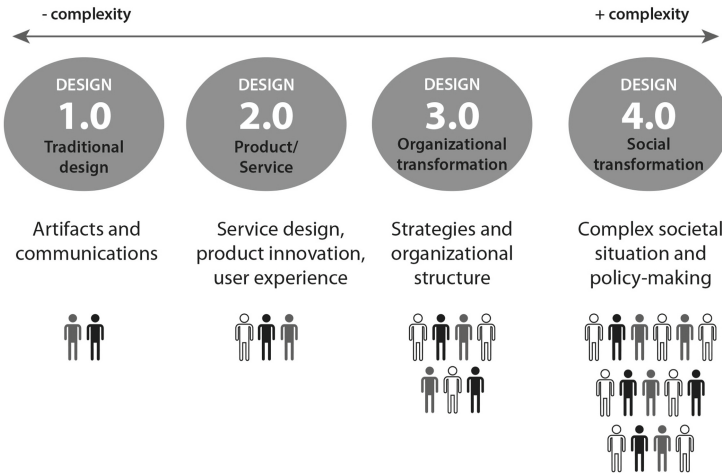 - complexity
+ complexity
DESIGN
1.0
Traditional
design
DESIGN
2.0
Product/
Service
DESIGN
3.0
Organizational
transformation
DESIGN
4.0
Social
transformation
Artifacts and
communications
Service design,
product innovation,
user experience
Strategies and
organizational
structure
Complex societal
situation and
policy-making